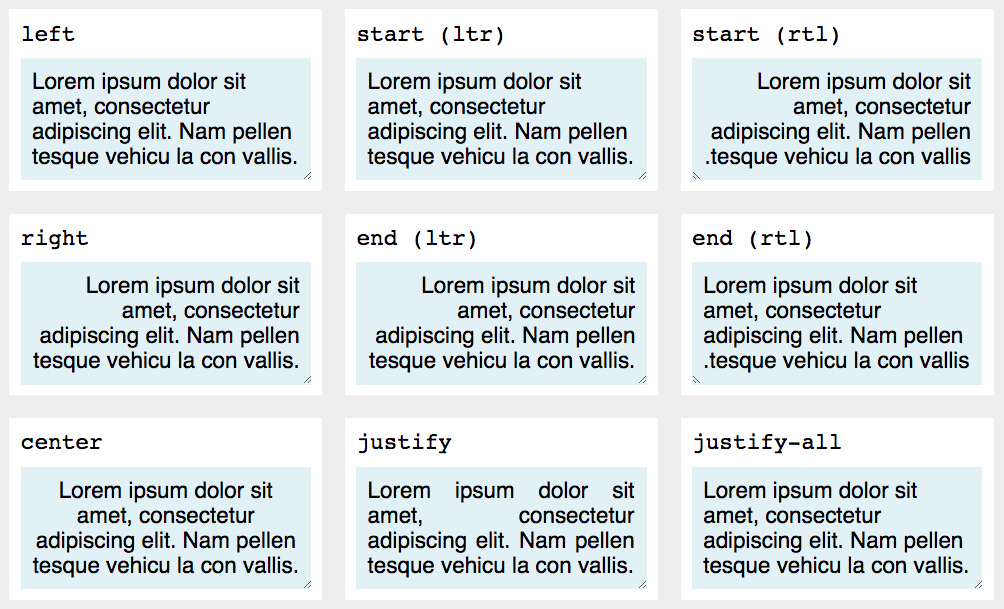 left
Lorem ipsum dolor sit
amet, consectetur
adipiscing elit. Nam pellen
tesque vehicu la con vallis.
start (ltr)
Lorem ipsum dolor sit
amet, consectetur
adipiscing elit. Nam pellen
tesque vehicu la con vallis.
start (rtl)
Lorem ipsum dolor sit
amet, consectetur
adipiscing elit. Nam pellen
.tesque vehicu la con vallis
right
Lorem ipsum dolor sit
amet, consectetur
adipiscing elit. Nam pellen
tesque vehicu la con vallis.
end (ltr)
Lorem ipsum dolor sit
amet, consectetur
adipiscing elit. Nam pellen
tesque vehicu la con vallis.
end (rtl)
Lorem ipsum dolor sit
amet, consectetur
adipiscing elit. Nam pellen
.tesque vehicu la con vallis
center
Lorem ipsum dolor sit
amet, consectetur
adipiscing elit. Nam pellen
tesque vehicu la con vallis.
justify
Lorem ipsum dolor sit
amet, consectetur
adipiscing elit. Nam pellen
tesque vehicu la con vallis.
justify-all
Lorem ipsum dolor sit
amet, consectetur
adipiscing elit. Nam pellen
tesque vehicu la con vallis.